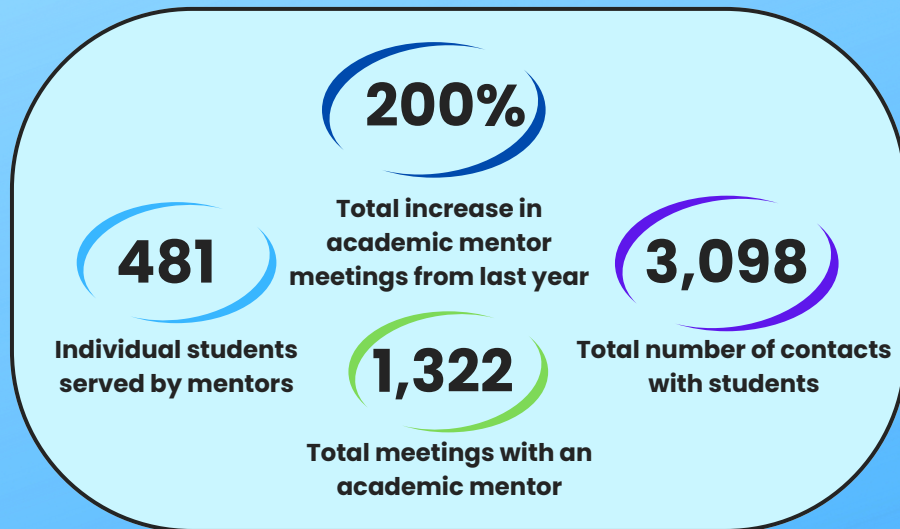 200%
Total increase in
academic mentor
meetings from last year
481
Individual students
served by mentors
3,098
Total number of contacts
with students
1,322
Total meetings with an
academic mentor